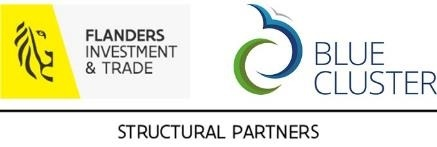 FLANDERS
INVESTMENT
& TRADE
BLUE
CLUSTER
STRUCTURAL PARTNERS